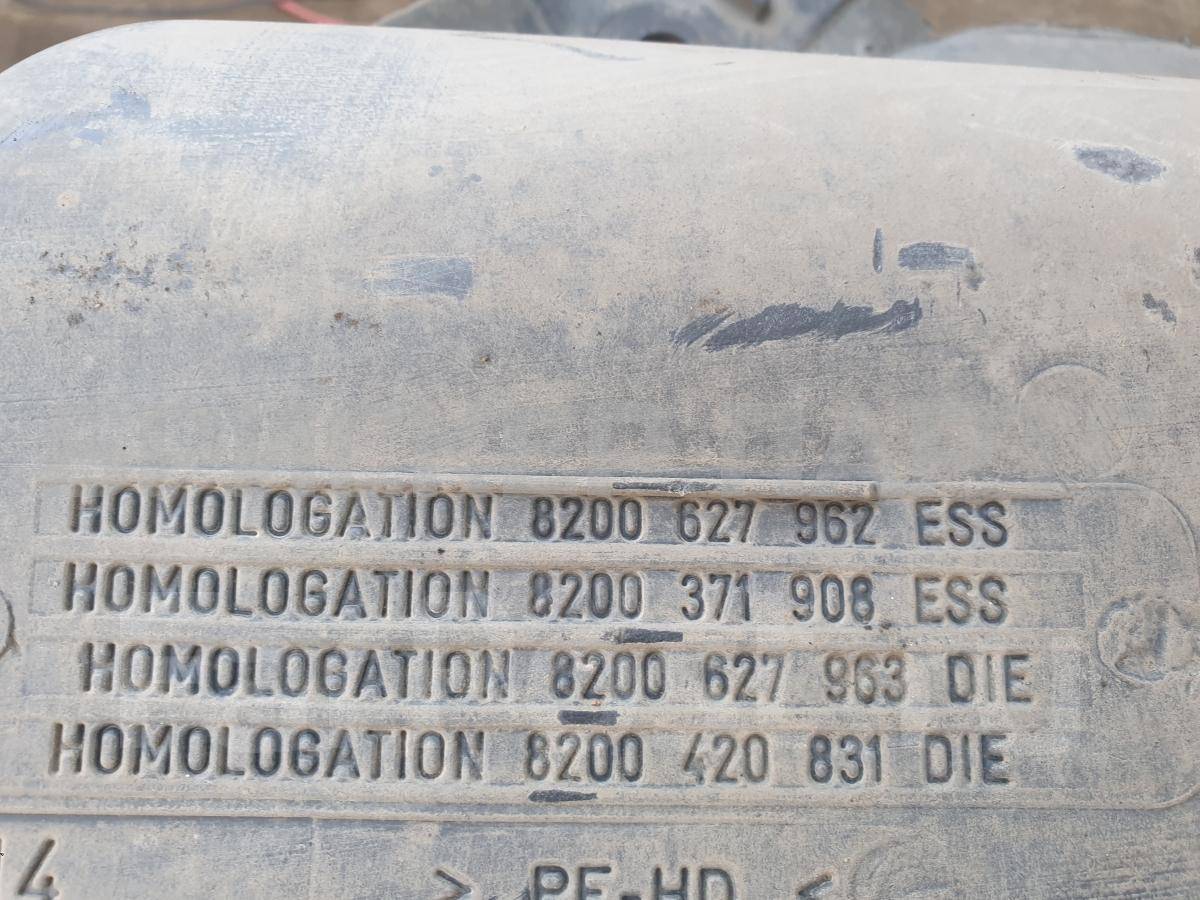 HOMOLOGATION 8200 627 962 ESS
HOMOLOGATION 8200 371 908 ESS
HOMOLOGATION 8200 627 963 DIE
HOMOLOGATION 8200 420 831 DIE
14 > PE-HD <